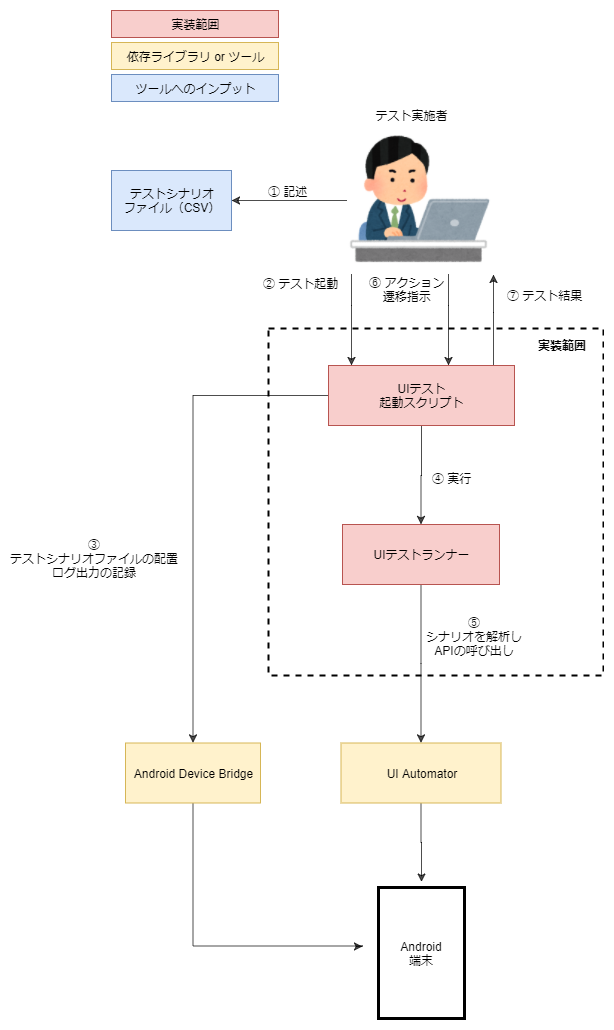 実装範囲
依存ライブラリ or ツール
ツールへのインプット
テスト実施者
テストシナリオ
ファイル（CSV）
① 記述
② テスト起動
⑥ アクション
遷移指示
⑦ テスト結果
実装範囲
UIテスト
起動スクリプト
④ 実行
UIテストランナー
③
テストシナリオファイルの配置
ログ出力の記録
⑤
シナリオを解析し
APIの呼び出し
Android Device Bridge
UI Automator
Android
端末